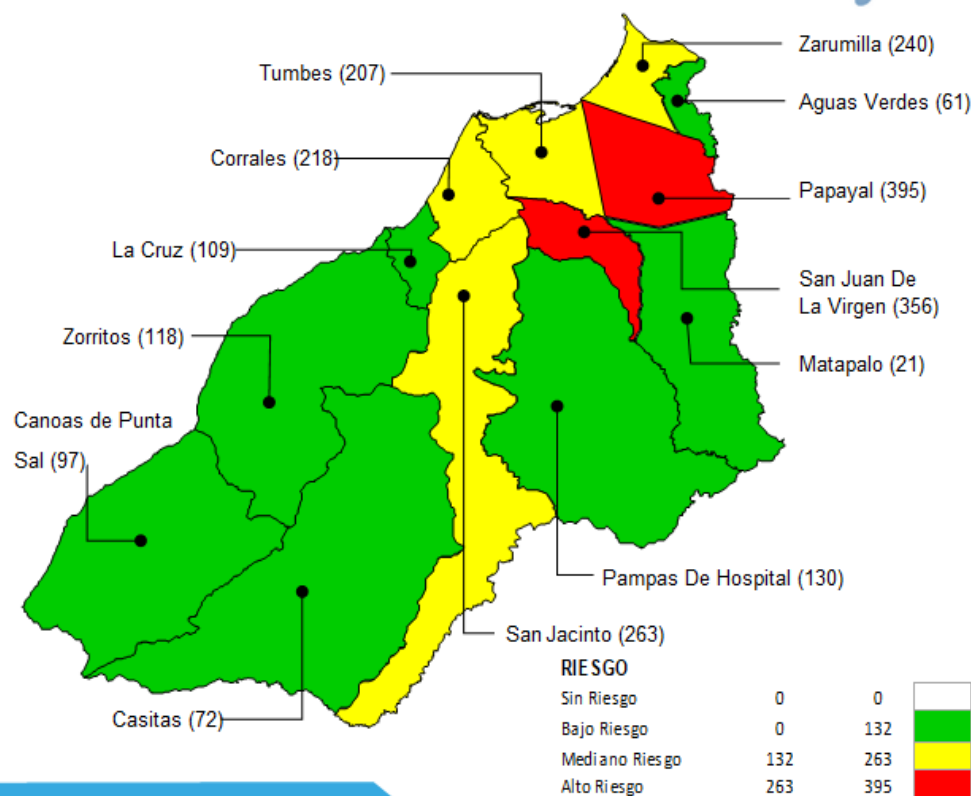 Zarumilla (240)
Tumbes (207)
Aguas Verdes (61)
Corrales (218)
Papayal (395)
La Cruz (109)
San Juan De
La Virgen (356)
Zorritos (118)
Matapalo (21)
Canoas de Punta
Sal (97)
Pampas De Hospital (130)
San Jacinto (263)
Casitas (72)
RIESGO
Sin Riesgo 0 0
Bajo Riesgo 0 132
Mediano Riesgo 132 263
Alto Riesgo 263 395